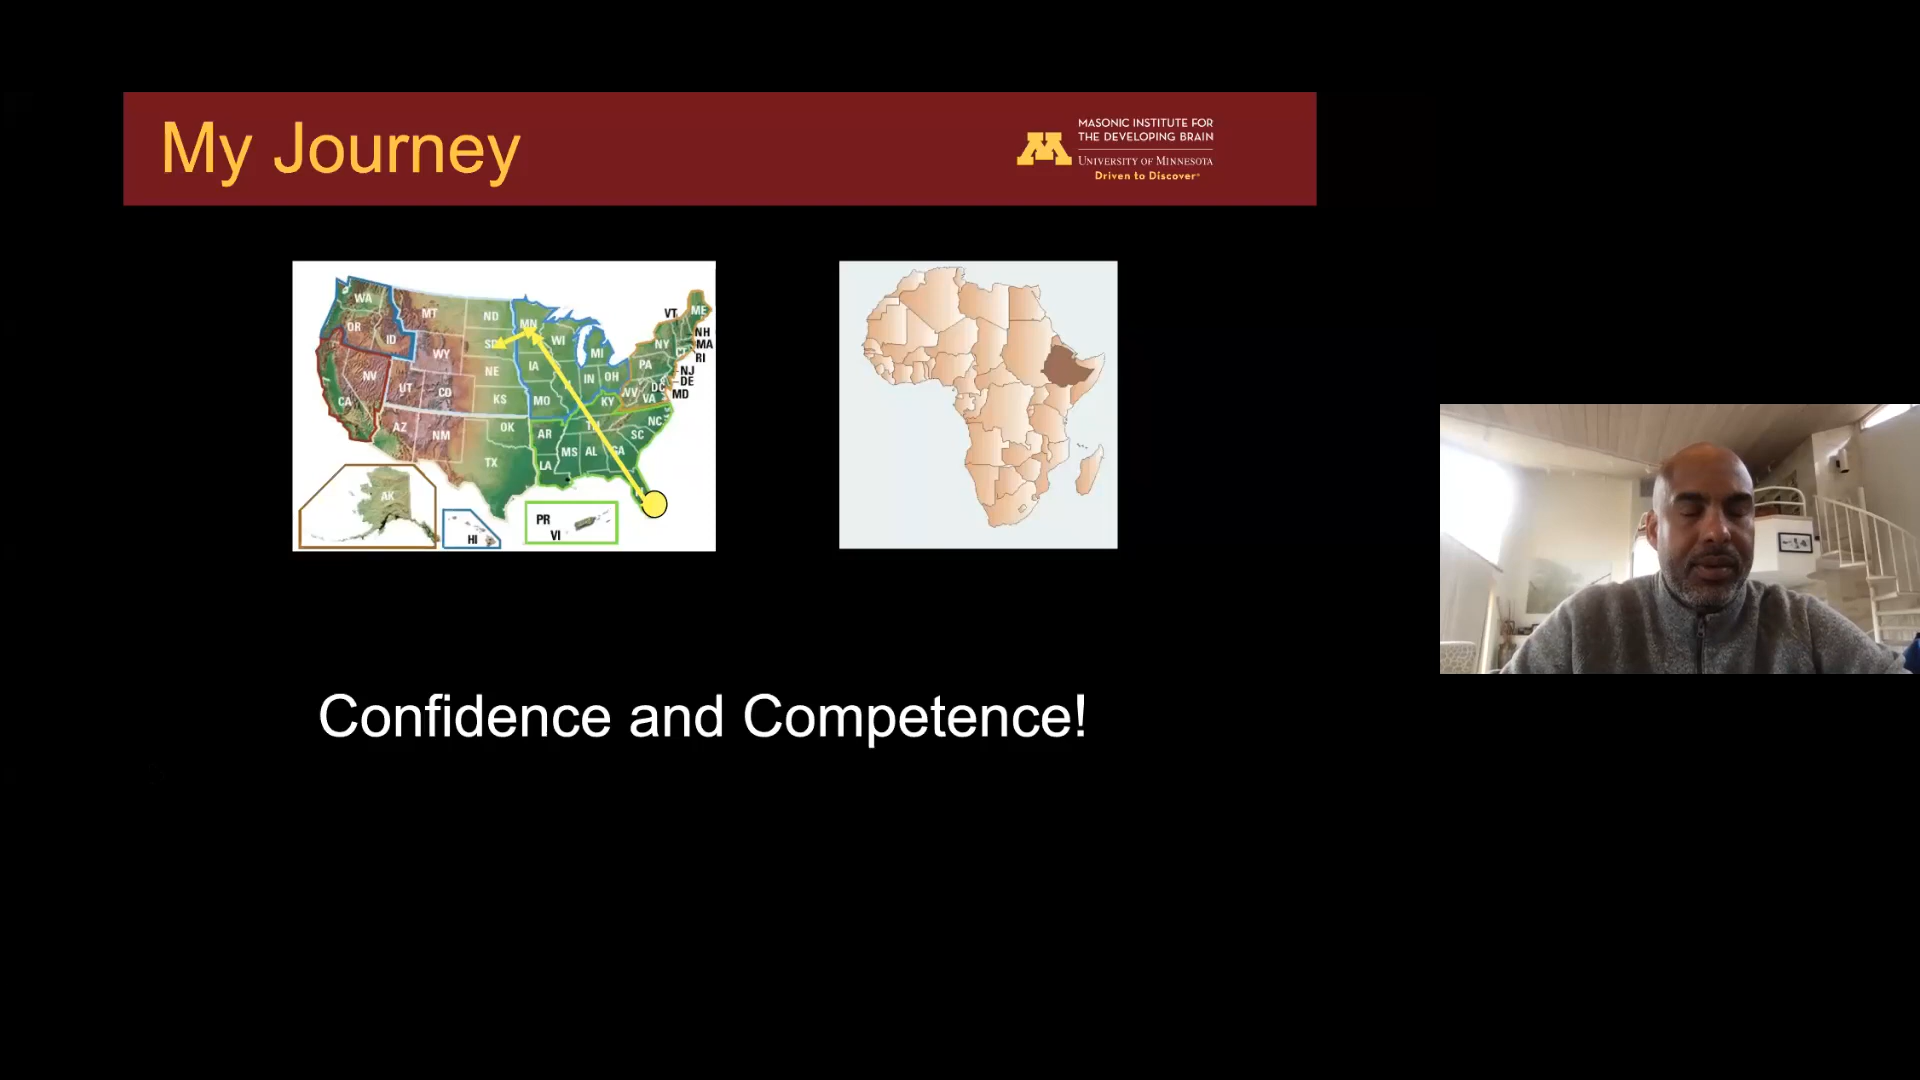 My Journey
MASONIC INSTITUTE FOR
THE DEVELOPING BRAIN
UNIVERSITY OF MINNESOTA
Driven to Discover®
WA
OR
ID
MT
ND
MN
WI
MI
VT
ME
NH
MA
RI
NY
CT
PA
NJ
DE
MD
DC
WV
VA
OH
IN
IA
NE
SD
WY
NV
UT
CO
KS
MO
KY
CA
AZ
NM
OK
AR
TN
NC
SC
MS
AL
GA
LA
TX
AK
HI
PR
VI
Confidence and Competence!